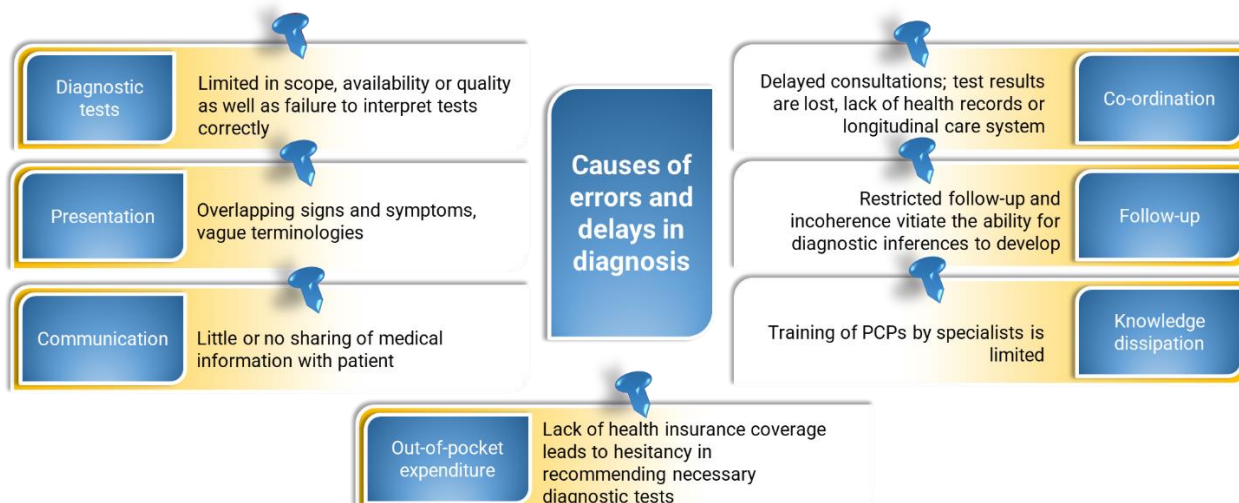 Diagnostic
tests
Limited in scope, availability or quality
as well as failure to interpret tests
correctly
Presentation
Overlapping signs and symptoms,
vague terminologies
Communication
Little or no sharing of medical
information with patient
Causes of
errors and
delays in
diagnosis
Delayed consultations; test results
are lost, lack of health records or
longitudinal care system
Co-ordination
Restricted follow-up and
incoherence vitiate the ability for
diagnostic inferences to develop
Follow-up
Training of PCPs by specialists is
limited
Knowledge
dissipation
Out-of-pocket
expenditure
Lack of health insurance coverage
leads to hesitancy in
recommending necessary
diagnostic tests